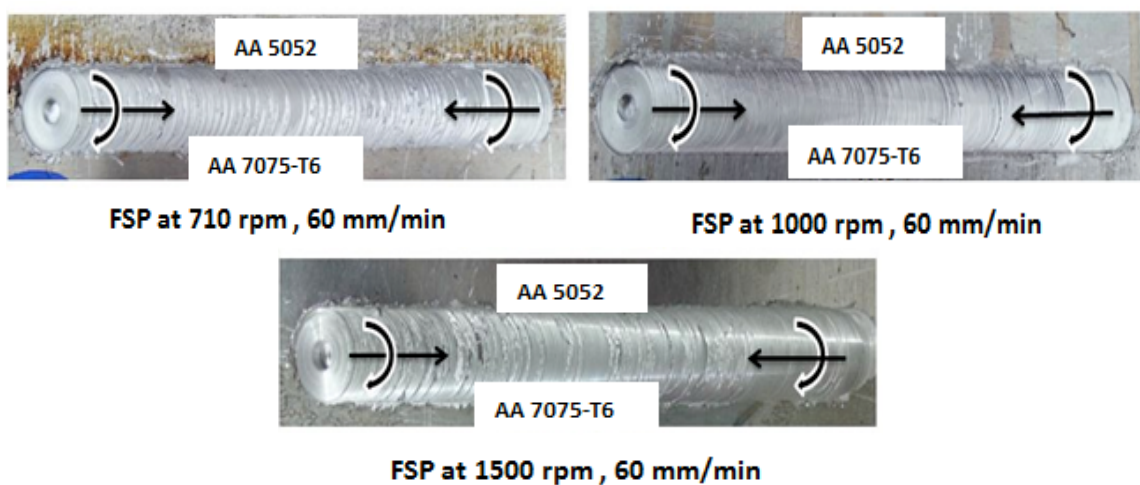 AA 5052
AA 7075-T6
FSP at 710 rpm , 60 mm/min
AA 5052
AA 7075-T6
FSP at 1000 rpm , 60 mm/min
AA 5052
AA 7075-T6
FSP at 1500 rpm , 60 mm/min